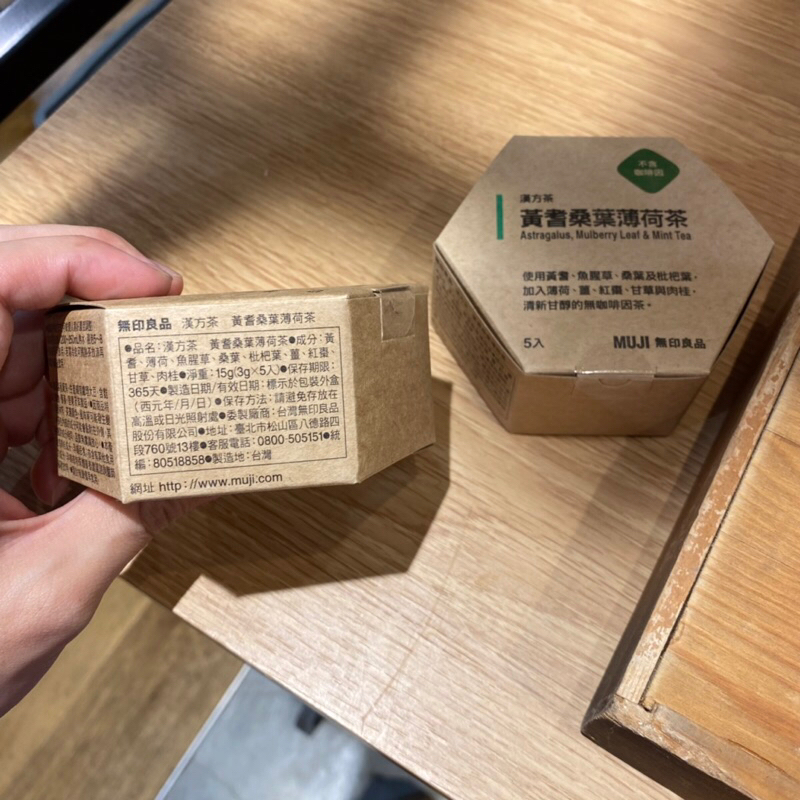 無印良品 漢方茶 黃耆桑葉薄荷茶
●品名:漢方茶 黃耆桑葉薄荷茶●成分:黃
耆、薄荷、魚腥草、桑葉、枇杷葉、薑、紅棗、
甘草、肉桂●淨重:15g(3g×5入)●保存期限:
365天●製造日期/有效日期:標示於包裝外盒
(西元年/月/日)●保存方法:請避免存放在
高溫或日光照射處●委製廠商:台灣無印良品
股份有限公司●地址:臺北市松山區八德路四
段760號13樓●客服電話:0800-505151●統
編:80518858●製造地:台灣
網址 http://www.muji.com
不含
咖啡因
漢方茶
黃耆桑葉薄荷茶
Astragalus, Mulberry Leaf & Mint Tea
使用黃耆、魚腥草、桑葉及枇杷葉,
加入薄荷、薑、紅棗、甘草與肉桂,
清新甘醇的無咖啡因茶。
5入 MUJI 無印良品